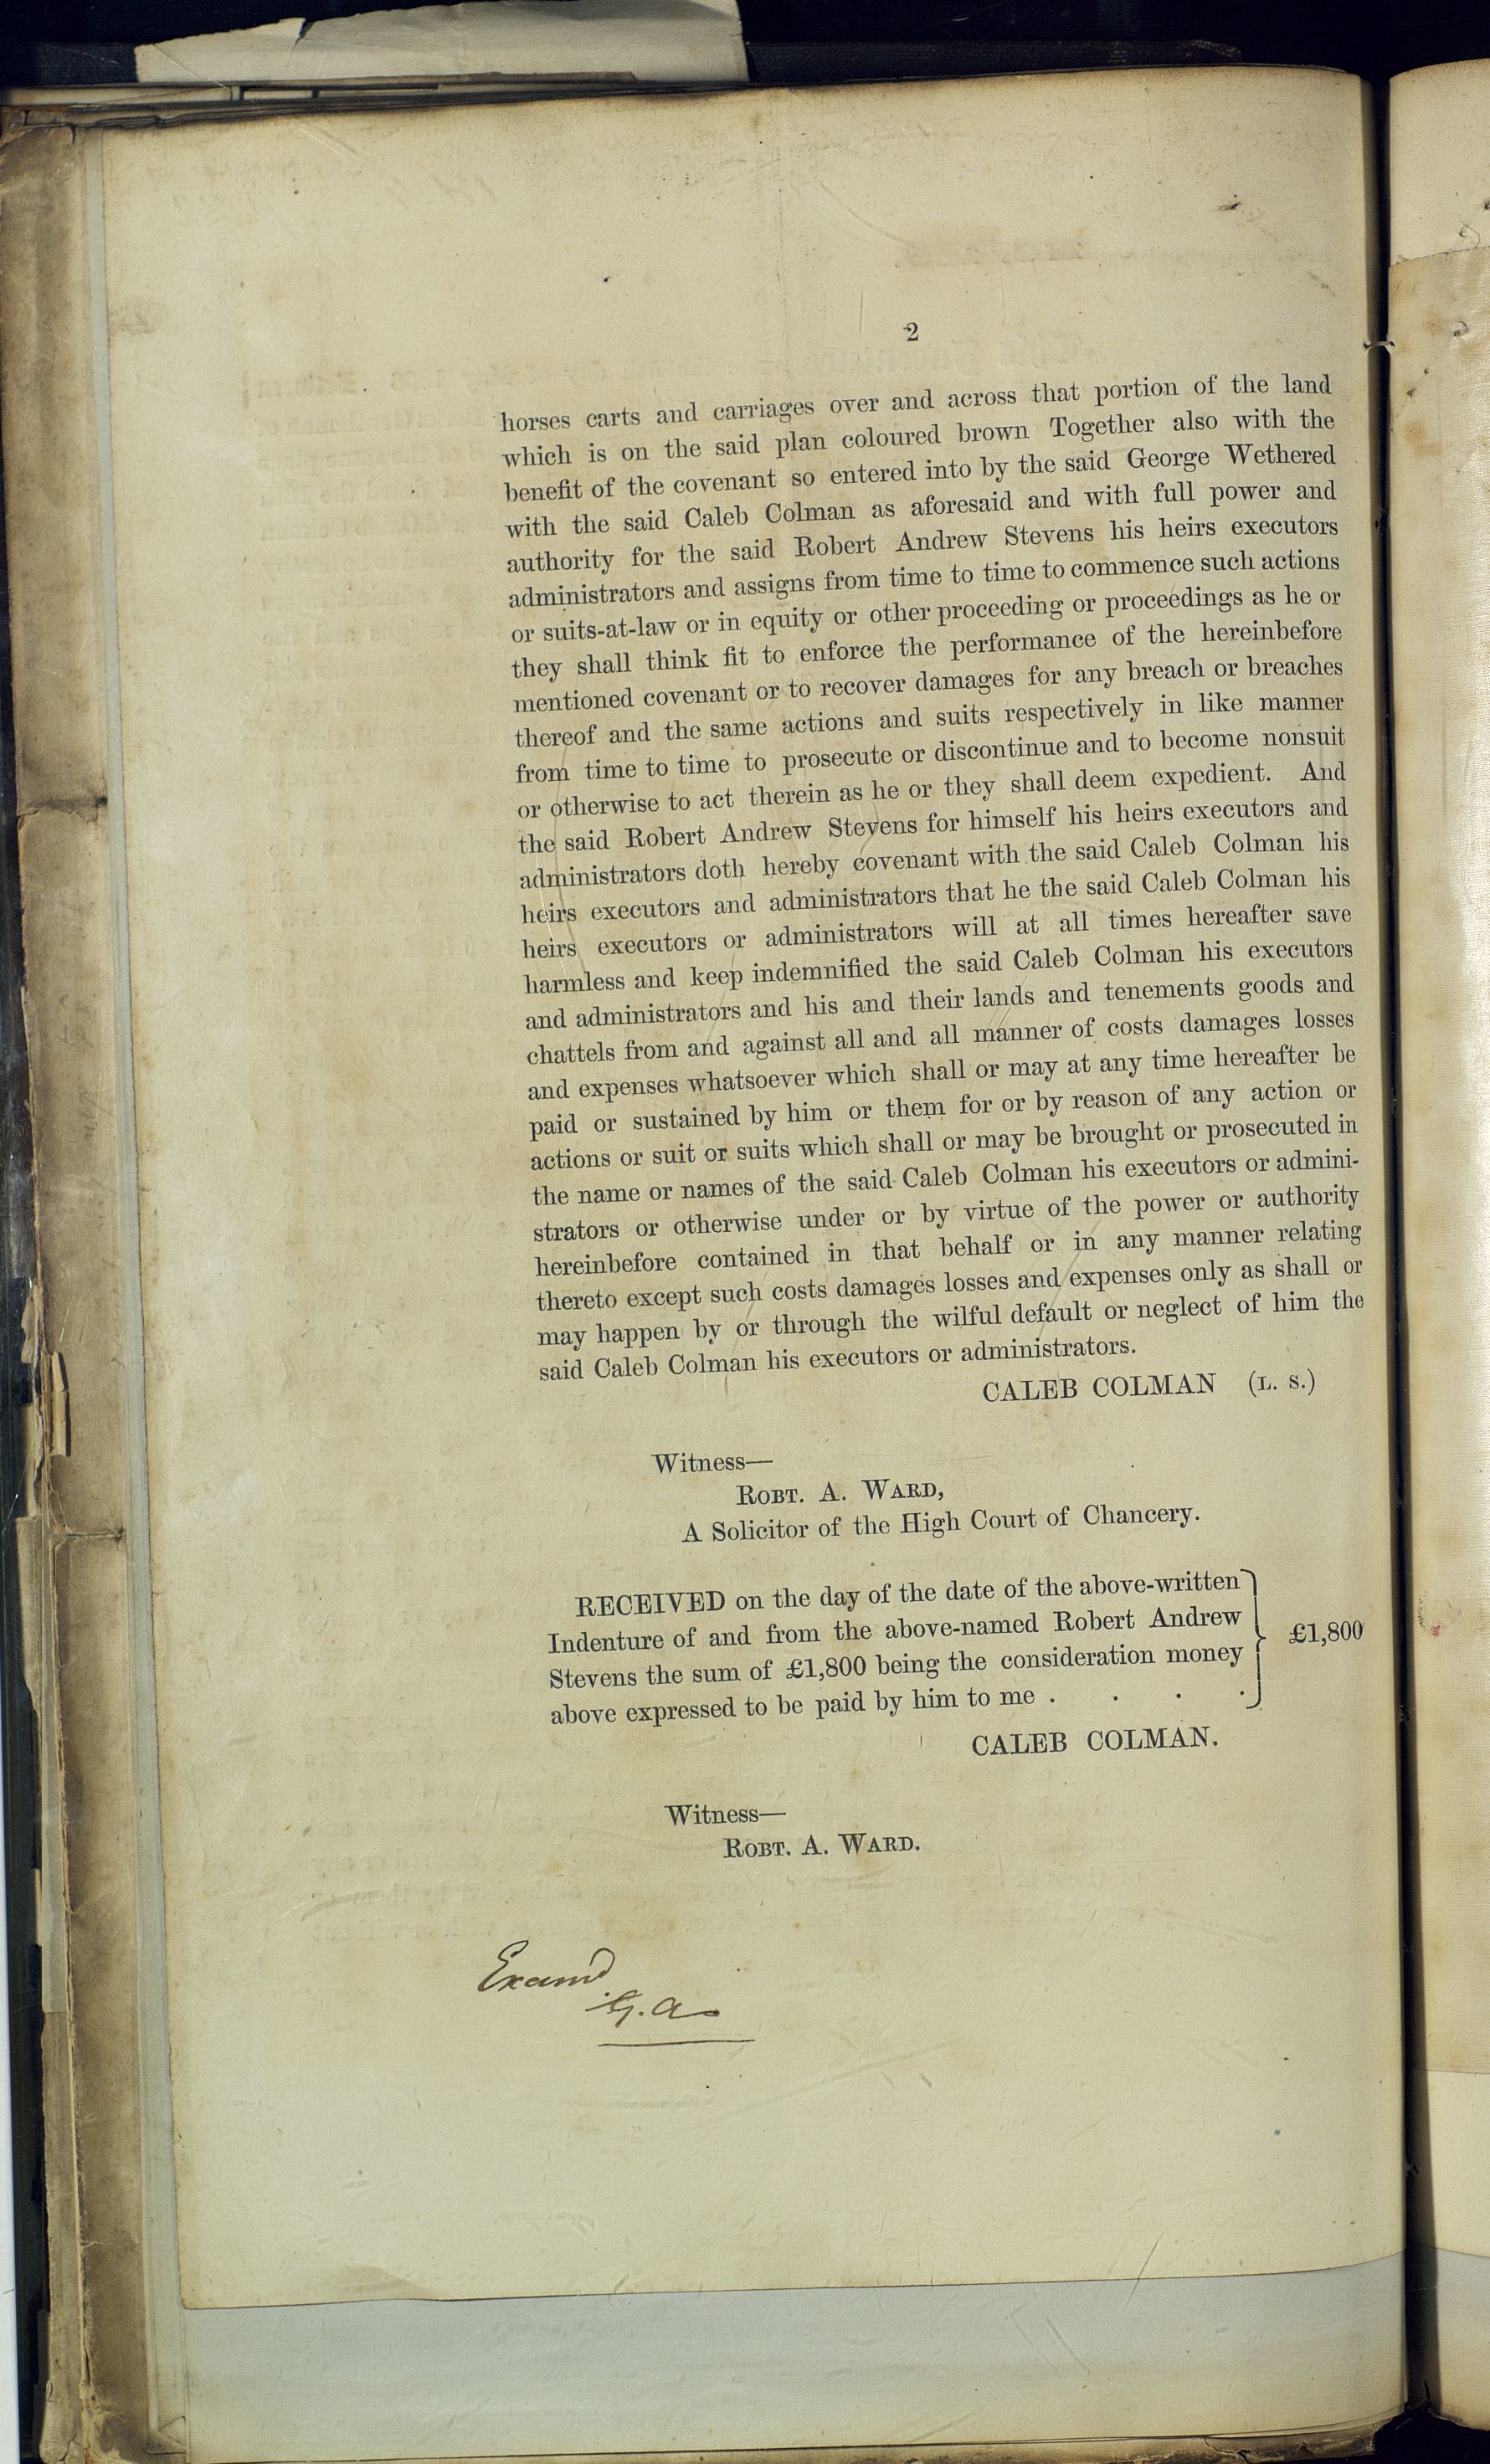 2
horses carts and carriages over and across that portion of the land
which is on the said plan coloured brown Together also with the
benefit of the covenant so entered into by the said George Wethered
with the said Caleb Colman as aforesaid and with full power and
authority for the said Robert Andrew Stevens his heirs executors
administrators and assigns from time to time to commence such actions
or suits-at-law or in equity or other proceeding or proceedings as he or
they shall think fit to enforce the performance of the hereinbefore
mentioned covenant or to recover damages for any breach or breaches
thereof and the same actions and suits respectively in like manner
from time to time to prosecute or discontinue and to become nonsuit
or otherwise to act therein as he or they shall deem expedient. And
the said Robert Andrew Stevens for himself his heirs executors and
administrators doth hereby covenant with the said Caleb Colman his
heirs executors and administrators that he the said Caleb Colman his
heirs executors or administrators will at all times hereafter save
harmless and keep indemnified the said Caleb Colman his executors
and administrators and his and their lands and tenements goods and
chattels from and against all and all manner of costs damages losses
and expenses whatsoever which shall or may at any time hereafter be
paid or sustained by him or them for or by reason of any action or
actions or suit or suits which shall or may be brought or prosecuted in
the name or names of the said Caleb Colman his executors or admini-
strators or otherwise under or by virtue of the power or authority
hereinbefore contained in that behalf or in any manner relating
thereto except such costs damages losses and expenses only as shall or
may happen by or through the wilful default or neglect of him the
said Caleb Colman his executors or administrators.
CALEB COLMAN (L. S.)
Witness—
ROBT. A. WARD,
A Solicitor of the High Court of Chancery.
RECEIVED on the day of the date of the above-written
Indenture of and from the above-named Robert Andrew
Stevens the sum of £1,800 being the consideration money
above expressed to be paid by him to me . . . .
£1,800
CALEB COLMAN.
Witness—
ROBT. A. WARD.
Examd
G. A